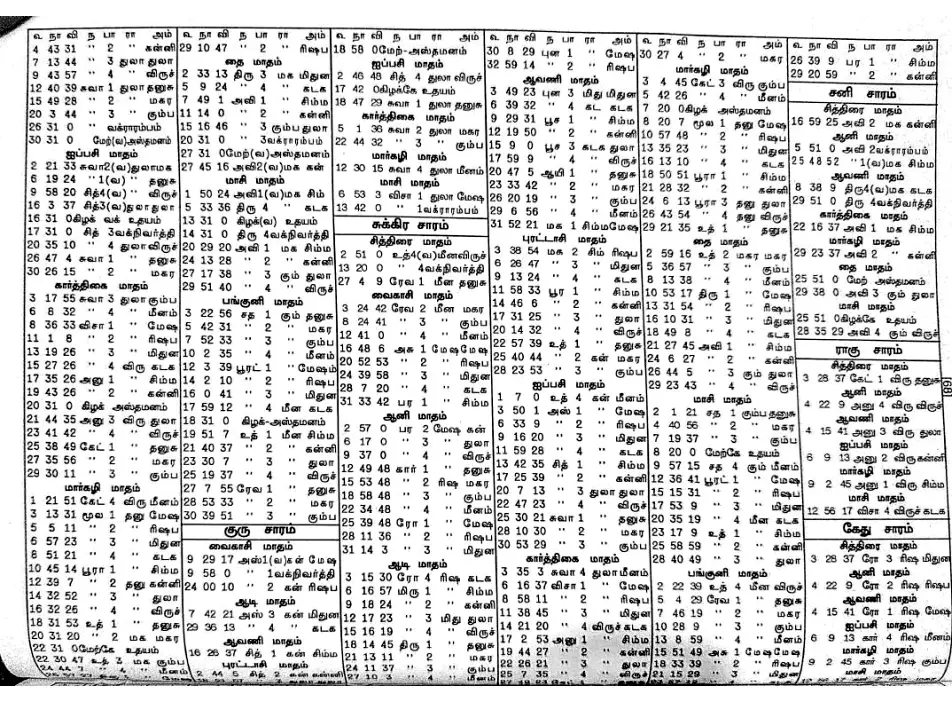 வ நா வி ந பா ரா அம்
4 43 31 " 2 " கன்னி
7 13 44 " 3 துலா துலா
9 43 57 " 4 " விருச்
12 40 39 சுவா 1 துலா தனுசு
15 49 28 " 2 " மகர
20 3 44 " 3 " கும்ப
26 31 0 வக்ராரம்பம்
30 31 0 மேற்(வ)அஸ்தமனம்
ஐப்பசி மாதம்
2 21 33 சுவா2(வ)துலாமக
6 19 24 " 1(வ) " தனுசு
9 58 20 சித்4(வ) " விருச்
16 3 37 சித்3(வ)துலா துலா
16 31 0கிழக் வக் உதயம்
17 31 0 சித் 3வக்நிவர்த்தி
20 35 10 " 4 துலாவிருச்
26 47 4 சுவா 1 " தனுசு
30 26 15 " 2 " மகர
கார்த்திகை மாதம்
3 17 55 சுவா 3 துலாகும்ப
6 8 32 " 4 " மீனம்
8 36 33 விசா1 " மேஷ
11 1 8 " 2 " ரிஷப
13 19 26 " 3 " மிதுன
15 27 26 " 4 விரு கடக
17 35 26 அனு 1 " சிம்ம
19 43 26 " 2 " கன்னி
20 31 0 கிழக் அஸ்தமனம்
21 44 35 அனு 3 விரு துலா
23 41 42 " 4 " விருச்
25 38 49 கேட் 1 " தனுசு
27 35 56 " 2 " மகர
29 30 11 " 3 " கும்ப
மார்கழி மாதம்
1 21 51 கேட் 4 விரு மீனம்
3 13 31 மூல 1 தனு மேஷ
5 5 11 " 2 " ரிஷப
6 57 23 " 3 " மிதுன
8 51 21 " 4 " கடக
10 45 14 பூரா 1 " சிம்ம
12 39 7 " 2 தனு கன்னி
14 32 52 " 3 " துலா
16 32 26 " 4 " விருச்
18 31 53 உத் 1 " தனுசு
20 31 20 " 2 மக மகர
22 31 0மேற்கே உதயம்
22 30 47 உத் 3 மக கும்ப

29 10 47 " 2 " ரிஷப
தை மாதம்
2 33 13 திரு 3 மக மிதுன
5 9 24 " 4 " கடக
7 49 1 அவி 1 " சிம்ம
11 14 0 " 2 " கன்னி
15 16 46 " 3 கும்பதுலா
20 31 0 " 3வக்ராரம்பம்
27 31 0மேற்(வ)அஸ்தமனம்
27 45 16 அவி2(வ)மக கன்
மாசி மாதம்
1 50 24 அவி1(வ)மக சிம்
5 33 36 திரு 4 " கடக
13 31 0 கிழக்(வ) உதயம்
14 31 0 திரு 4வக்நிவர்த்தி
20 29 20 அவி 1 மக சிம்ம
24 13 28 " 2 " கன்னி
27 17 38 " 3 கும் துலா
29 51 40 " 4 " விருச்
பங்குனி மாதம்
3 22 56 சத 1 கும் தனுசு
5 42 31 " 2 " மகர
7 52 33 " 3 " கும்ப
10 2 35 " 4 " மீனம்
12 3 39 பூரட் 1 " மேஷம்
14 2 10 " 2 " ரிஷப
16 0 41 " 3 " மிதுன
17 59 12 " 4 மீன கடக
18 31 0 கிழக்-அஸ்தமனம்
19 51 7 உத் 1 மீன சிம்ம
21 40 37 " 2 " கன்னி
23 30 7 " 3 " துலா
25 19 37 " 4 " விருச்
27 7 55 ரேவ 1 " தனுசு
28 53 33 " 2 " மகர
30 39 51 " 3 " கும்ப
குரு சாரம்
வைகாசி மாதம்
9 29 17 அஸ்1(வ)கன் மேஷ
9 58 0 " 1வக்நிவர்த்தி
24 00 10 " 2 கன் ரிஷப
ஆடி மாதம்
7 42 21 அஸ் 3 கன் மிதுன
29 36 13 " 4 " கடக
ஆவணி மாதம்
16 28 37 சித் 1 கன் சிம்ம
புரட்டாசி மாதம்
2 44 5 சித் 2 கன் கன்னி

18 58 0மேற்-அஸ்தமனம்
ஐப்பசி மாதம்
2 46 48 சித் 4 துலா விருச்
17 42 0கிழக்கே உதயம்
18 47 29 சுவா 1 துலா தனுசு
கார்த்திகை மாதம்
5 1 36 சுவா 2 துலா மகர
22 44 32 " 3 " கும்ப
மார்கழி மாதம்
12 30 15 சுவா 4 துலா மீனம்
மாசி மாதம்
6 53 3 விசா 1 துலா மேஷ
13 42 0 " 1வக்ராரம்பம்
சுக்கிர சாரம்
சித்திரை மாதம்
2 51 0 உத்4(வ)மீனவிருச்
13 20 0 " 4வக்நிவர்த்தி
27 4 9 ரேவ 1 மீன தனுசு
வைகாசி மாதம்
3 24 42 ரேவ 2 மீன மகர
8 24 41 " 3 " கும்ப
12 41 0 " 4 " மீனம்
16 48 6 அசு 1 மேஷமேஷ
20 52 53 " 2 " ரிஷப
24 39 58 " 3 " மிதுன
28 7 20 " 4 " கடக
31 33 42 பர 1 " சிம்ம
ஆனி மாதம்
2 57 0 பர 2 மேஷ கன்
6 17 0 " 3 " துலா
9 37 0 " 4 " விருச்
12 49 48 கார் 1 " தனுசு
15 53 48 " 2 ரிஷ மகர
18 58 48 " 3 " கும்ப
22 34 48 " 4 " மீனம்
25 39 48 ரோ 1 " மேஷ
28 11 36 " 2 " ரிஷப
31 14 3 " 3 " மிதுன
ஆடி மாதம்
3 15 30 ரோ 4 ரிஷ கடக
6 16 57 மிரு 1 " சிம்ம
9 18 24 " 2 " கன்னி
12 17 23 " 3 மிது துலா
15 16 19 " 4 " விருச்
18 14 45 திரு 1 " தனுசு
21 13 11 " 2 " மகர
24 11 37 " 3 " கும்ப
27 10 3 " 4 " மீனம்

வ நா வி ந பா ரா அம்
30 8 29 புன 1 " மேஷ
32 59 14 " 2 " ரிஷப
ஆவணி மாதம்
3 49 23 புன 3 மிது மிதுன
6 39 32 " 4 கட கடக
9 29 31 பூச 1 " சிம்ம
12 19 50 " 2 " கன்னி
15 9 0 பூச 3 கடக துலா
17 59 9 " 4 " விருச்
20 47 5 ஆயி 1 " தனுசு
23 33 42 " 2 " மகர
26 20 19 " 3 " கும்ப
29 6 56 " 4 " மீனம்
31 52 21 மக 1 சிம்மமேஷ
புரட்டாசி மாதம்
3 38 54 மக 2 சிம் ரிஷப
6 26 47 " 3 " மிதுன
9 13 24 " 4 " கடக
11 58 33 பூர 1 " சிம்ம
14 46 6 " 2 " கன்னி
17 31 25 " 3 " துலா
20 14 32 " 4 " விருச்
22 57 39 உத் 1 " தனுசு
25 40 44 " 2 கன் மகர
28 23 53 " 3 " கும்ப
ஐப்பசி மாதம்
1 7 0 உத் 4 கன் மீனம்
3 50 1 அஸ் 1 " மேஷ
6 33 9 " 2 " ரிஷப
9 16 20 " 3 " மிதுன
11 59 28 " 4 " கடக
13 42 35 சித் 1 " சிம்ம
17 25 39 " 2 " கன்னி
20 7 13 " 3 துலா துலா
22 47 23 " 4 " விருச்
25 30 21 சுவா 1 " தனுசு
28 10 30 " 2 " மகர
30 53 29 " 3 " கும்ப
கார்த்திகை மாதம்
3 35 3 சுவா 4 துலா மீனம்
6 16 37 விசா 1 " மேஷ
8 58 11 " 2 " ரிஷப
11 38 45 " 3 " மிதுன
14 21 20 " 4 விருச்கடக
17 2 53 அனு 1 " சிம்ம
19 44 27 " 2 " கன்னி
22 26 21 " 3 " துலா
25 7 35 " 4 " விருச்

வ நா வி ந பா ரா அம்
30 27 4 " 2 " மகர
மார்கழி மாதம்
3 4 45 கேட் 3 விரு கும்ப
5 42 26 " 4 " மீனம்
7 20 0கிழக் அஸ்தமனம்
8 20 7 மூல 1 தனு மேஷ
10 57 48 " 2 " ரிஷப
13 35 23 " 3 " மிதுன
16 13 10 " 4 " கடக
18 50 51 பூரா 1 " சிம்ம
21 28 32 " 2 " கன்னி
24 6 13 பூரா 3 தனு துலா
26 43 54 " 4 தனு விருச்
29 21 35 உத் 1 " தனுசு
தை மாதம்
2 59 16 உத் 2 மகர மகர
5 36 57 " 3 " கும்ப
8 13 38 " 4 " மீனம்
10 53 17 திரு 1 " மேஷ
13 31 54 " 2 " ரிஷப
16 10 31 " 3 " மிதுன
18 49 8 " 4 " கடக
21 27 45 அவி 1 " சிம்ம
24 6 27 " 2 " கன்னி
26 44 5 " 3 கும் துலா
29 23 43 " 4 " விருச்
மாசி மாதம்
2 1 21 சத 1 கும்ப தனுசு
4 40 56 " 2 " மகர
7 19 37 " 3 " கும்ப
8 20 0 மேற்கே உதயம்
9 57 15 சத 4 கும் மீனம்
12 36 41 பூரட் 1 " மேஷ
15 15 31 " 2 " ரிஷப
17 53 9 " 3 " மிதுன
20 35 19 " 4 மீன கடக
23 17 9 உத் 1 " சிம்ம
25 58 59 " 2 " கன்னி
28 40 49 " 3 " துலா
பங்குனி மாதம்
2 22 39 உத் 4 மீன விருச்
5 4 29 ரேவ 1 " தனுசு
7 46 19 " 2 " மகர
10 28 9 " 3 " கும்ப
13 8 59 " 4 " மீனம்
15 51 49 அசு 1 மேஷமேஷ
18 33 39 " 2 " ரிஷப
21 15 29 " 3 " மிதுன

வ நா வி ந பா ரா அம்
26 39 9 பர 1 " சிம்ம
29 20 59 " 2 " கன்னி
சனி சாரம்
சித்திரை மாதம்
16 59 25 அவி 2 மக கன்னி
ஆனி மாதம்
5 51 0 அவி 2வக்ராரம்பம்
25 48 52 "1(வ)மக சிம்ம
ஆவணி மாதம்
8 38 9 திரு4(வ)மக கடக
29 51 0 திரு 4வக்நிவர்த்தி
கார்த்திகை மாதம்
22 16 37 அவி 1 மக சிம்ம
மார்கழி மாதம்
29 23 37 அவி 2 " கன்னி
தை மாதம்
25 51 0 மேற் அஸ்தமனம்
29 38 0 அவி 3 கும் துலா
மாசி மாதம்
25 51 0கிழக்கே உதயம்
28 35 29 அவி 4 கும் விருச்
ராகு சாரம்
சித்திரை மாதம்
3 28 37 கேட் 1 விரு தனுசு
ஆனி மாதம்
4 22 9 அனு 4 விரு விருச்
ஆவணி மாதம்
4 15 41 அனு 3 விரு துலா
ஐப்பசி மாதம்
6 9 13 அனு 2 விருகன்னி
மார்கழி மாதம்
9 2 45 அனு 1 விரு சிம்ம
மாசி மாதம்
12 56 17 விசா 4 விருச் கடக
கேது சாரம்
சித்திரை மாதம்
3 28 37 ரோ 3 ரிஷ மிதுன
ஆனி மாதம்
4 22 9 ரோ 2 ரிஷ ரிஷப
ஆவணி மாதம்
4 15 41 ரோ 1 ரிஷ மேஷ
ஐப்பசி மாதம்
6 9 13 கார் 4 ரிஷ மீனம்
மார்கழி மாதம்
9 2 45 கார் 3 ரிஷ கும்ப
மாசி மாதம்